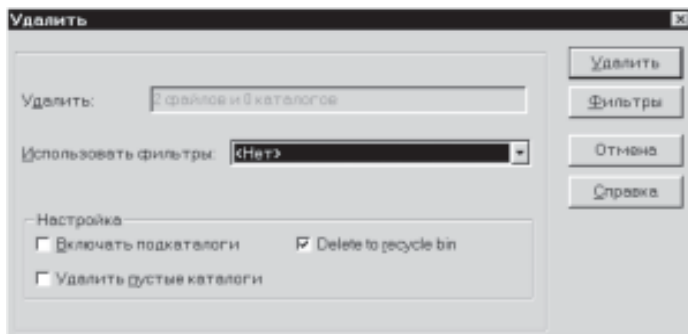 Удалить
Удалить
Удалить: 2 файлов и 0 каталогов
Фильтры
Использовать фильтры: <Нет>
Отмена
Справка
Настройка
Включать подкаталоги Delete to recycle bin
Удалить пустые каталоги